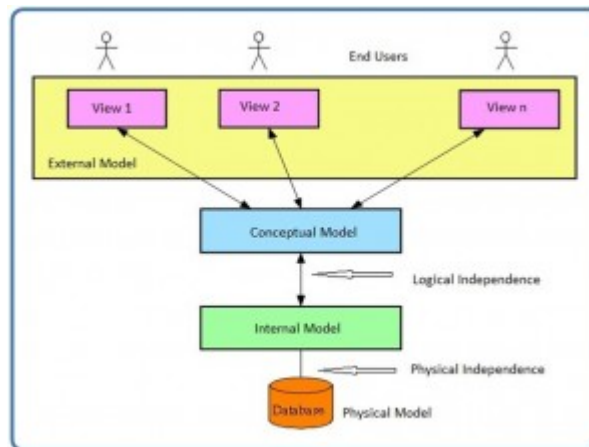 End Users
View 1
View 2
View n
External Model
Conceptual Model
Logical Independence
Internal Model
Physical Independence
Database
Physical Model